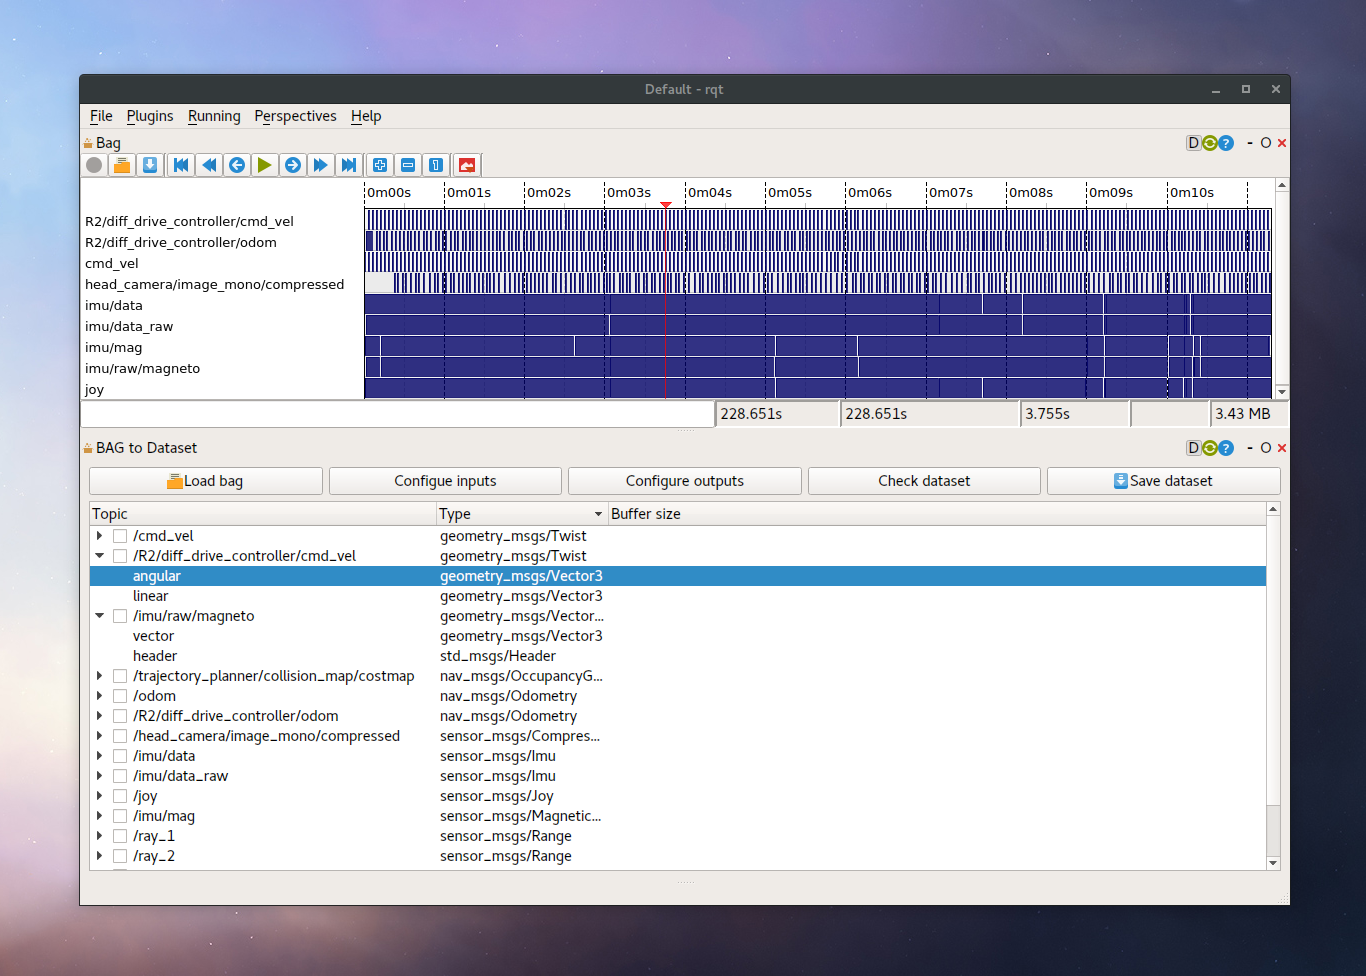 Default - rqt
File Plugins Running Perspectives Help
Bag
D ? - O
0m00s 0m01s 0m02s 0m03s 0m04s 0m05s 0m06s 0m07s 0m08s 0m09s 0m10s
R2/diff_drive_controller/cmd_vel
R2/diff_drive_controller/odom
cmd_vel
head_camera/image_mono/compressed
imu/data
imu/data_raw
imu/mag
imu/raw/magneto
joy
228.651s 228.651s 3.755s 3.43 MB
BAG to Dataset
D ? - O
Load bag Configue inputs Configure outputs Check dataset Save dataset
Topic Type Buffer size
/cmd_vel geometry_msgs/Twist
/R2/diff_drive_controller/cmd_vel geometry_msgs/Twist
angular geometry_msgs/Vector3
linear geometry_msgs/Vector3
/imu/raw/magneto geometry_msgs/Vector...
vector geometry_msgs/Vector3
header std_msgs/Header
/trajectory_planner/collision_map/costmap nav_msgs/OccupancyG...
/odom nav_msgs/Odometry
/R2/diff_drive_controller/odom nav_msgs/Odometry
/head_camera/image_mono/compressed sensor_msgs/Compres...
/imu/data sensor_msgs/Imu
/imu/data_raw sensor_msgs/Imu
/joy sensor_msgs/Joy
/imu/mag sensor_msgs/Magnetic...
/ray_1 sensor_msgs/Range
/ray_2 sensor_msgs/Range